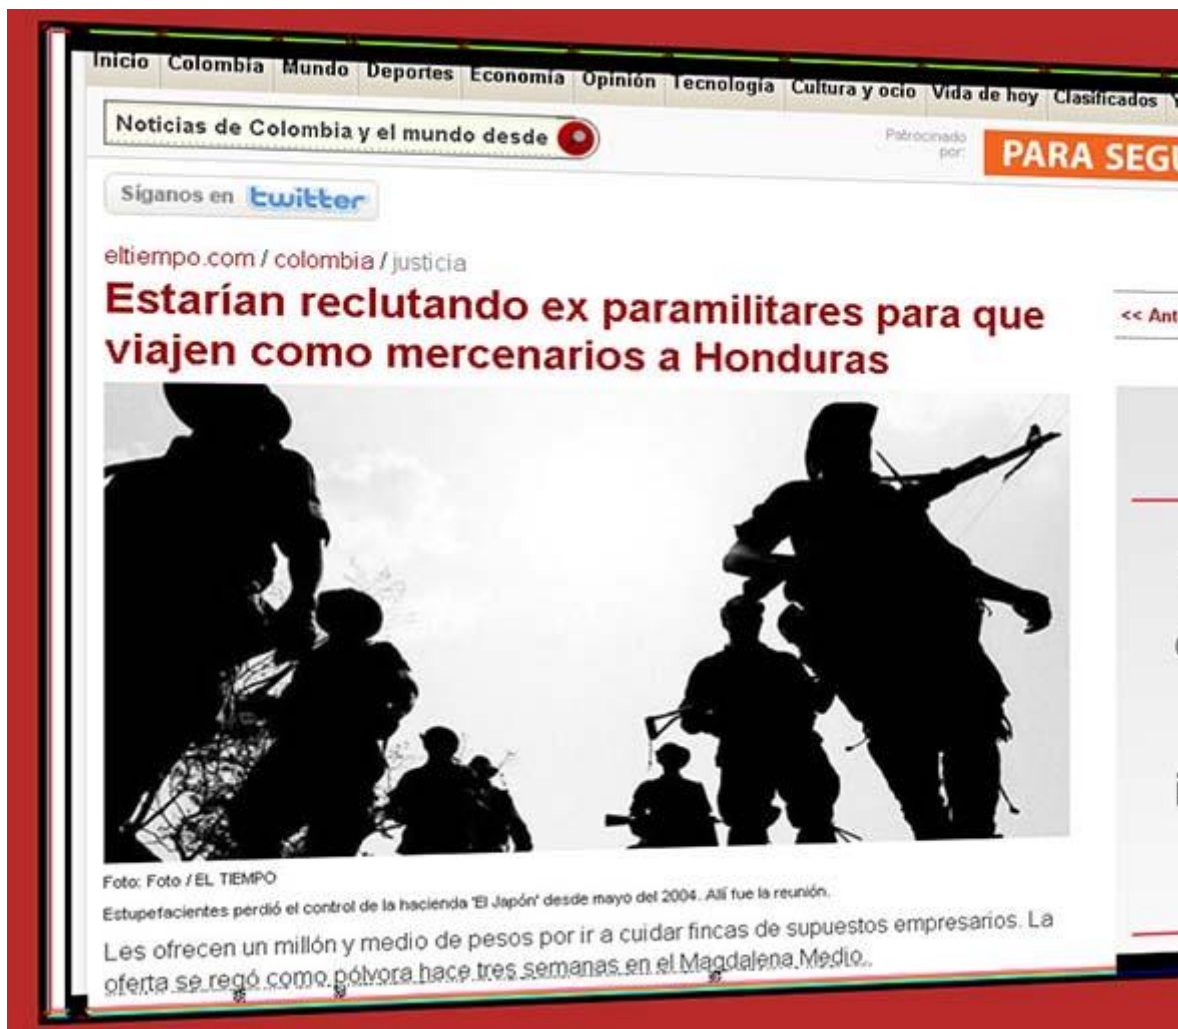 Inicio Colombia Mundo Deportes Economía Opinión Tecnología Cultura y ocio Vida de hoy Clasificados
Noticias de Colombia y el mundo desde
Patrocinado
por:
PARA SEGU
Síganos en twitter
eltiempo.com / colombia / justicia
Estarían reclutando ex paramilitares para que
viajen como mercenarios a Honduras
<< Ant
Foto: Foto / EL TIEMPO
Estupefacientes perdió el control de la hacienda 'El Japón' desde mayo del 2004. Allí fue la reunión.
Les ofrecen un millón y medio de pesos por ir a cuidar fincas de supuestos empresarios. La
oferta se regó como pólvora hace tres semanas en el Magdalena Medio.